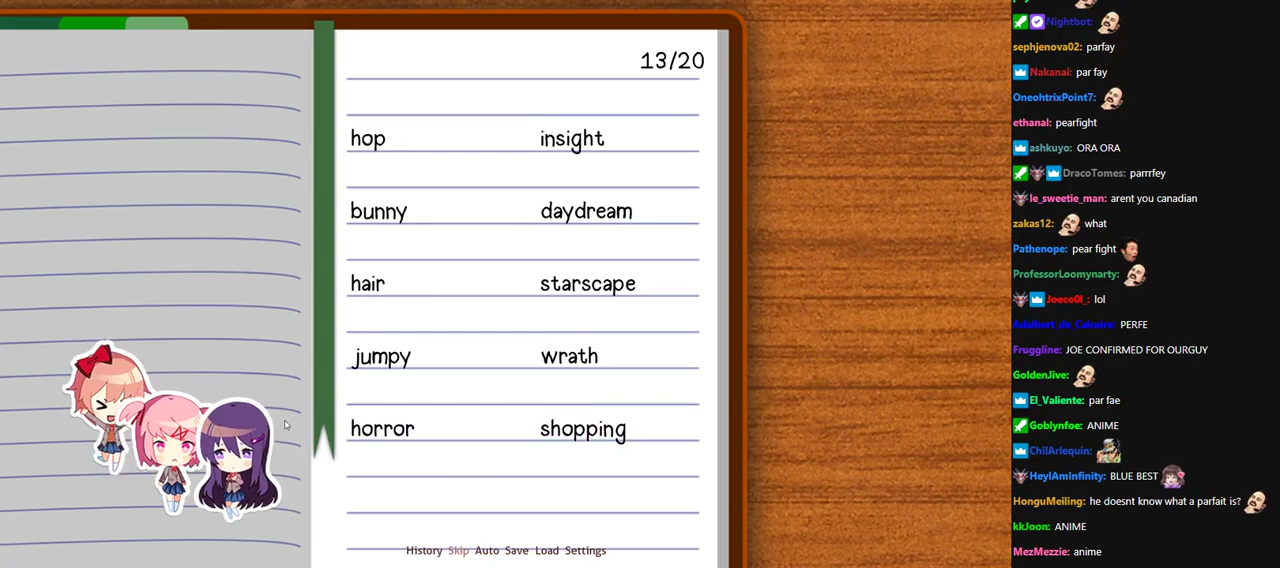 13/20
hop insight
bunny daydream
hair starscape
jumpy wrath
horror shopping
History Skip Auto Save Load Settings
Nightbot:
sephjenova02: parfay
Nakanai: par fay
OneohtrixPoint7:
ethanal: pearfight
ashkuyo: ORA ORA
DracoTomes: parrrfey
le_sweetie_man: arent you canadian
zakas12: what
Pathenope: pear fight
ProfessorLoomynarty:
Joeco0l_: lol
Adalbert_de_Calcaire: PERFE
Fruggline: JOE CONFIRMED FOR OURGUY
GoldenJive:
El_Valiente: par fae
Goblynfoe: ANIME
ChilArlequin:
HeyIAmInfinity: BLUE BEST
HonguMeiling: he doesnt know what a parfait is?
kkJoon: ANIME
MezMezzie: anime